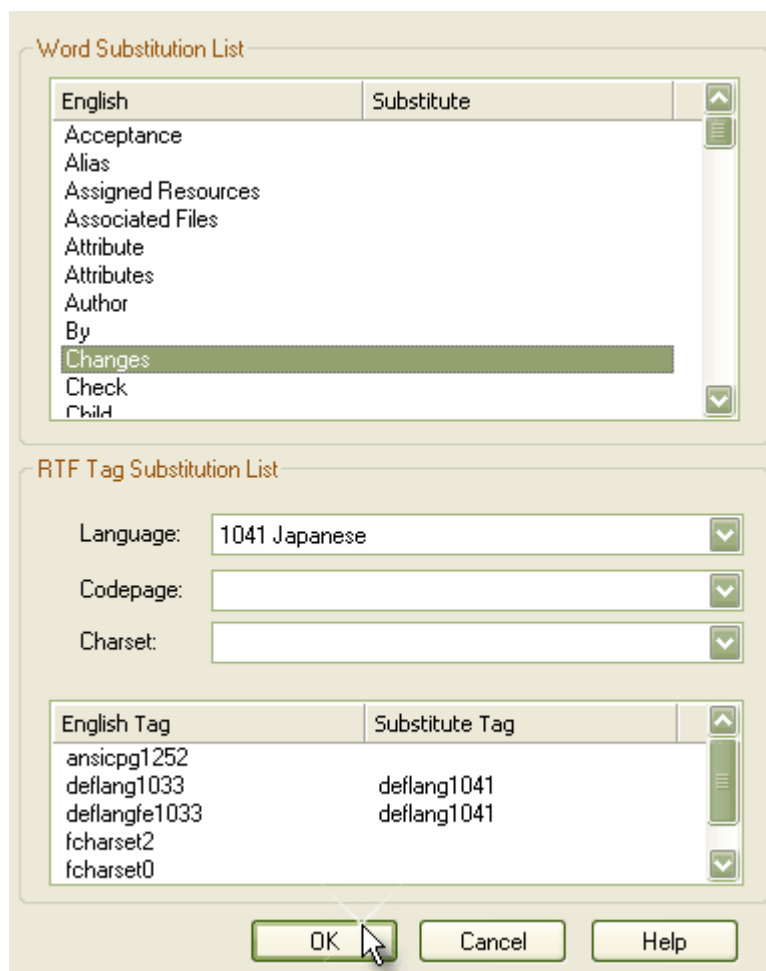 Word Substitution List
English Substitute
Acceptance
Alias
Assigned Resources
Associated Files
Attribute
Attributes
Author
By
Changes
Check
Child
RTF Tag Substitution List
Language: 1041 Japanese
Codepage:
Charset:
English Tag Substitute Tag
ansicpg1252
deflang1033 deflang1041
deflangfe1033 deflang1041
fcharset2
fcharset0
OK Cancel Help